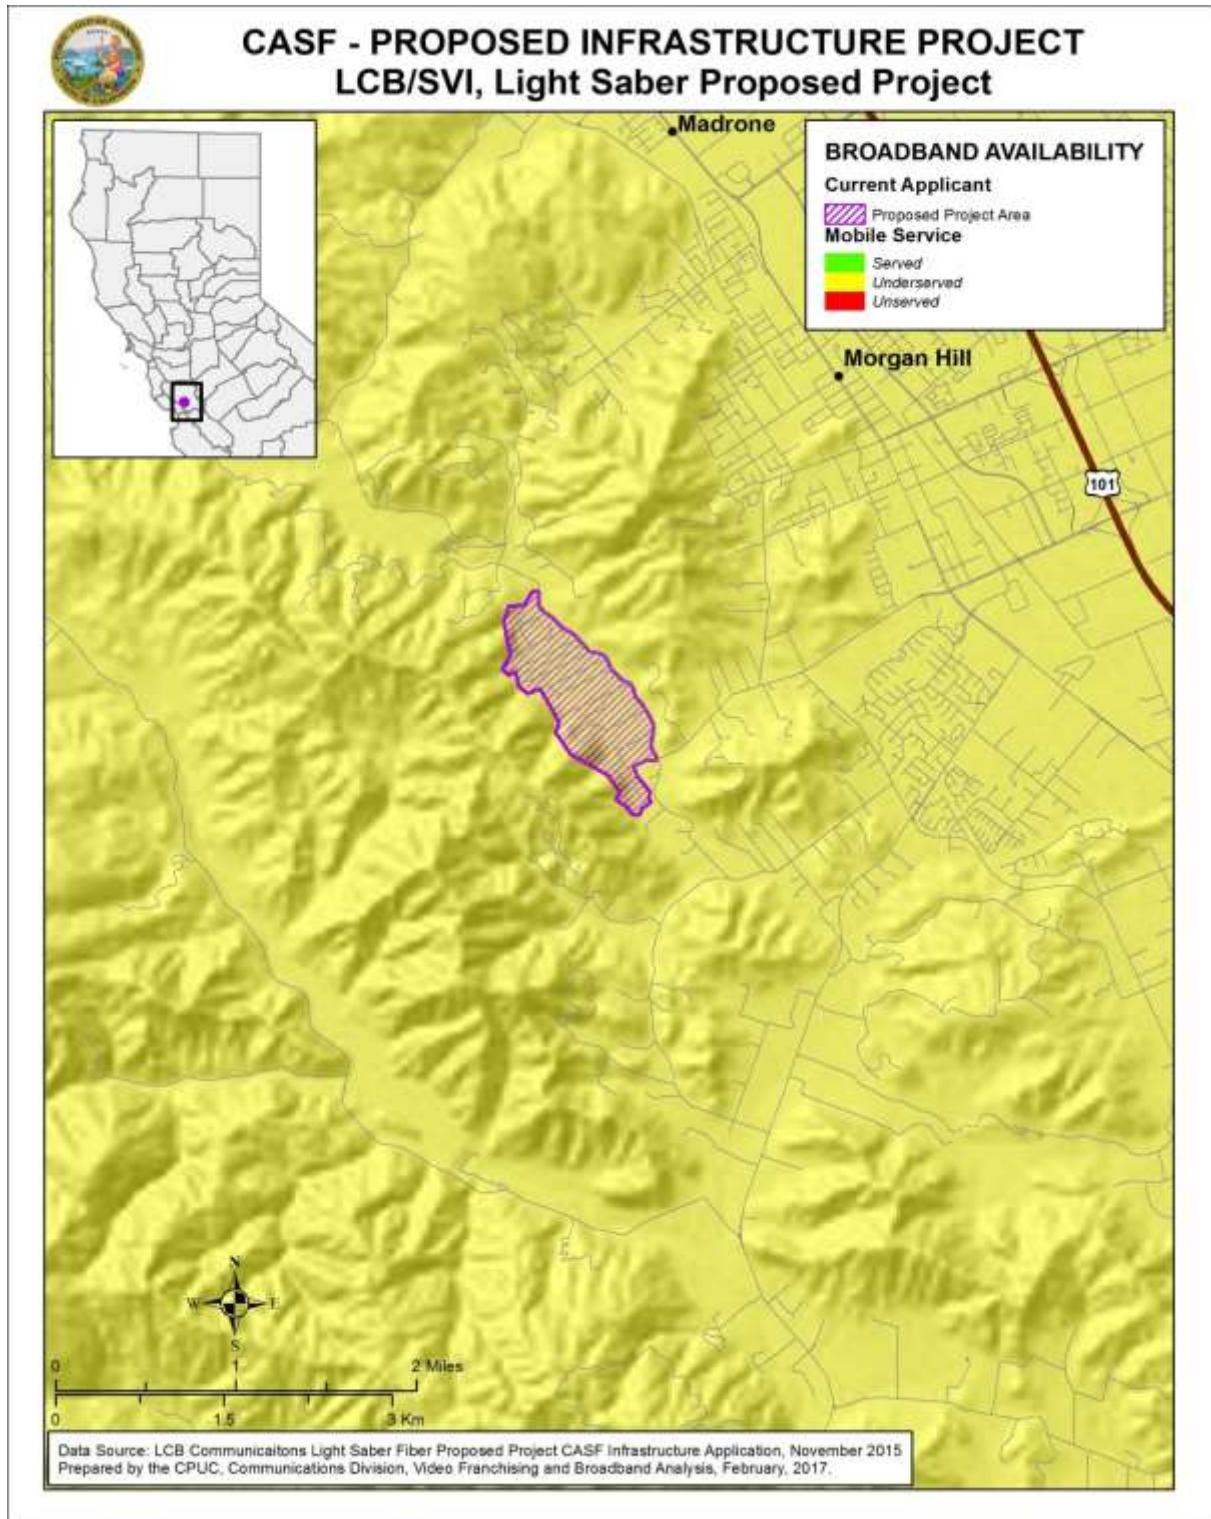 CASF - PROPOSED INFRASTRUCTURE PROJECT
LCB/SVI, Light Saber Proposed Project
Madrone
BROADBAND AVAILABILITY
Current Applicant
Proposed Project Area
Mobile Service
Served
Underserved
Unserved
Morgan Hill
101
N
W E
S
0 1 2 Miles
0 1.5 3 Km
Data Source: LCB Communicaitons Light Saber Fiber Proposed Project CASF Infrastructure Application, November 2015
Prepared by the CPUC, Communications Division, Video Franchising and Broadband Analysis, February, 2017.